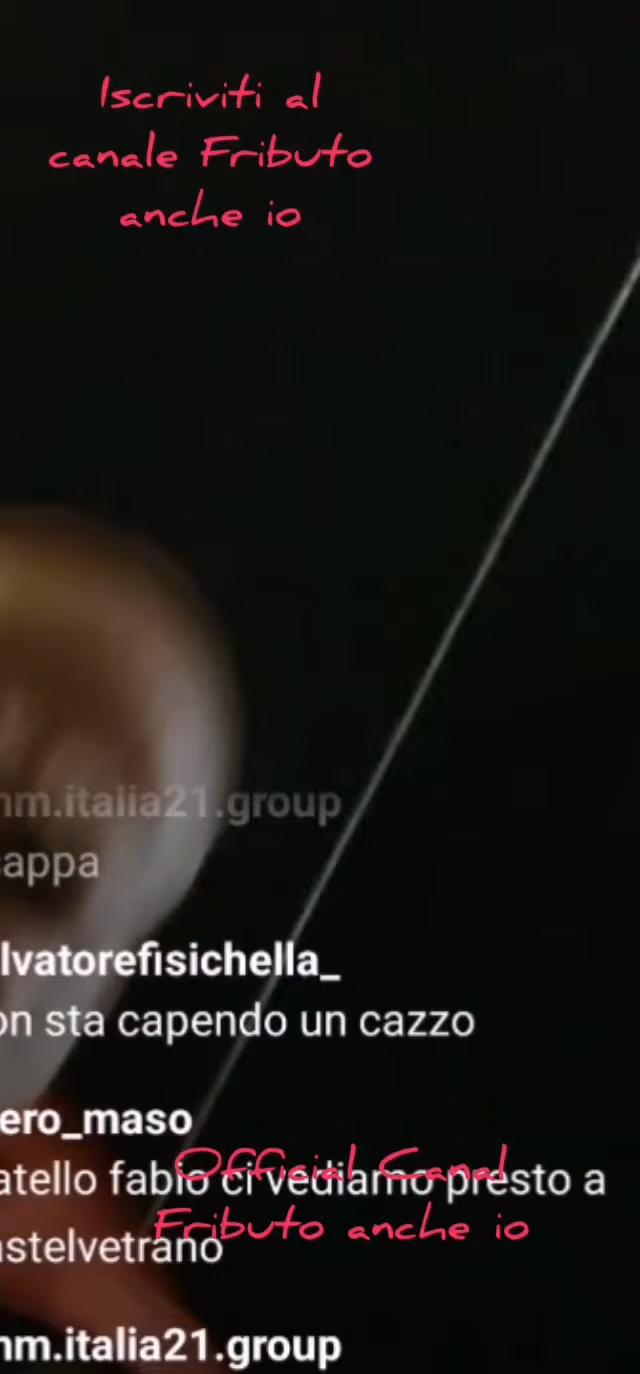 Iscriviti al
canale Fributo
anche io
nm.italia21.group
appa
lvatorefisichella_
on sta capendo un cazzo
ero_maso
atello fabio ci vediamo presto a
Official Canal
stelvetrano
Fributo anche io
nm.italia21.group